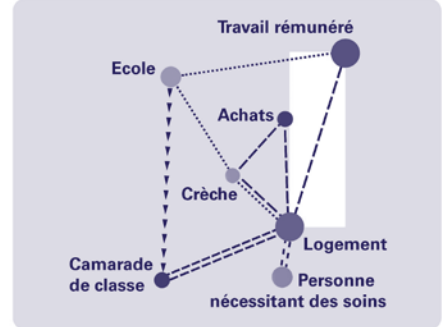 Travail rémunéré
Ecole
Achats
Crèche
Logement
Camarade
de classe
Personne
nécessitant des soins